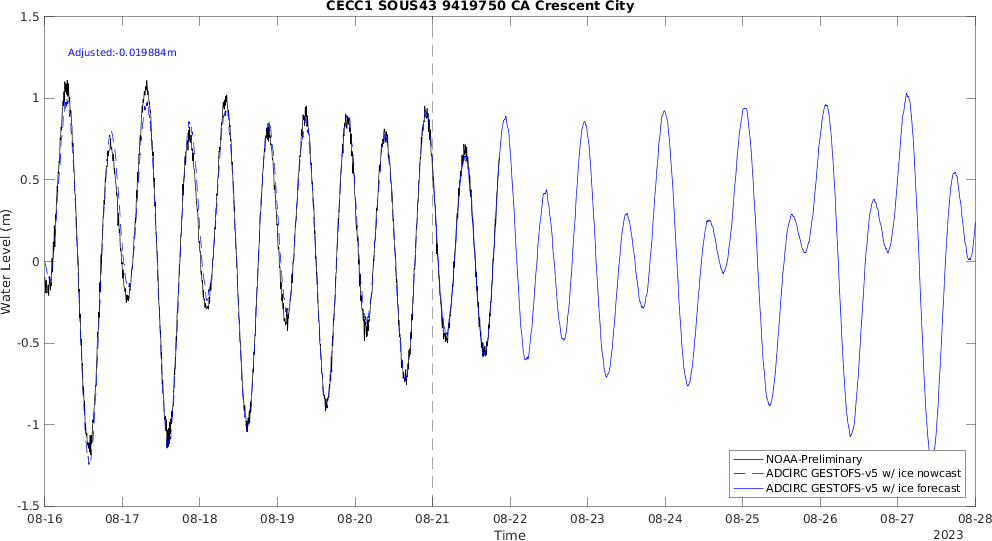 CECC1 SOUS43 9419750 CA Crescent City
Adjusted:-0.019884m
Water Level (m)
1.5
1
0.5
0
-0.5
-1
-1.5
NOAA-Preliminary
ADCIRC GESTOFS-v5 w/ ice nowcast
ADCIRC GESTOFS-v5 w/ ice forecast
08-16 08-17 08-18 08-19 08-20 08-21 08-22 08-23 08-24 08-25 08-26 08-27 08-28
Time
2023